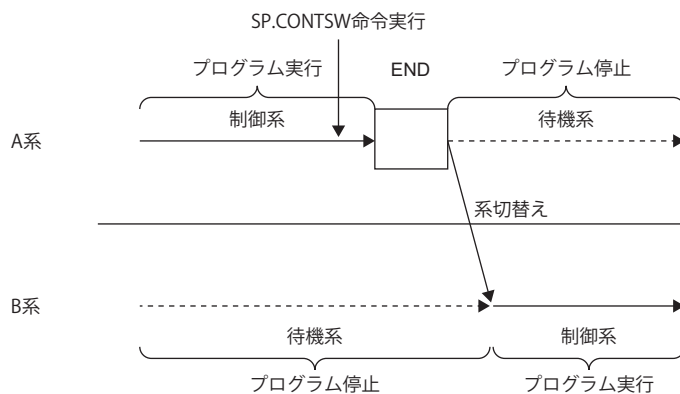 SP.CONTSW命令実行
プログラム実行
END
プログラム停止
制御系
待機系
A系
系切替え
B系
待機系
制御系
プログラム停止
プログラム実行